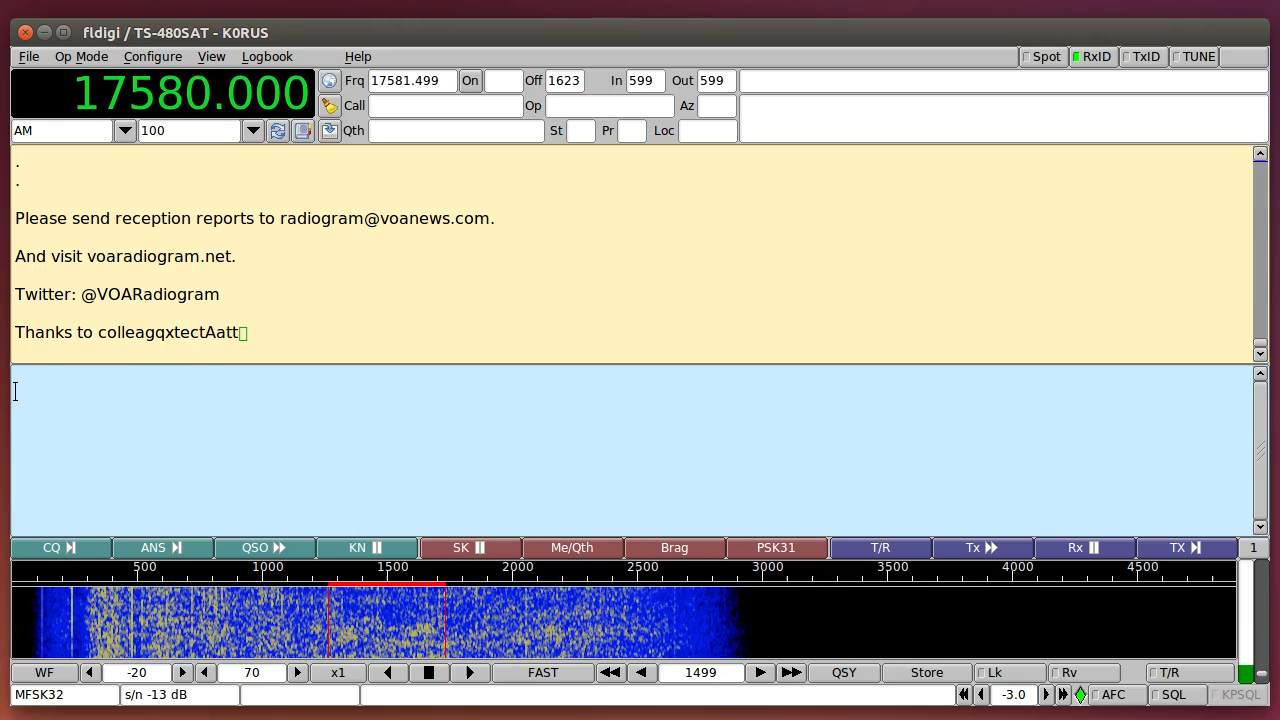 fldigi / TS-480SAT - K0RUS
File Op Mode Configure View Logbook Help Spot RxID TxID TUNE
17580.000 Frq 17581.499 On Off 1623 In 599 Out 599
Call Op Az
AM 100 Qth St Pr Loc
.
.
Please send reception reports to radiogram@voanews.com.
And visit voaradiogram.net.
Twitter: @VOARadiogram
Thanks to colleagqxtectAatt
CQ ANS QSO KN SK Me/Qth Brag PSK31 T/R Tx Rx TX 1
500 1000 1500 2000 2500 3000 3500 4000 4500
WF -20 70 x1 FAST 1499 QSY Store Lk Rv T/R
MFSK32 s/n -13 dB -3.0 AFC SQL KPSQL